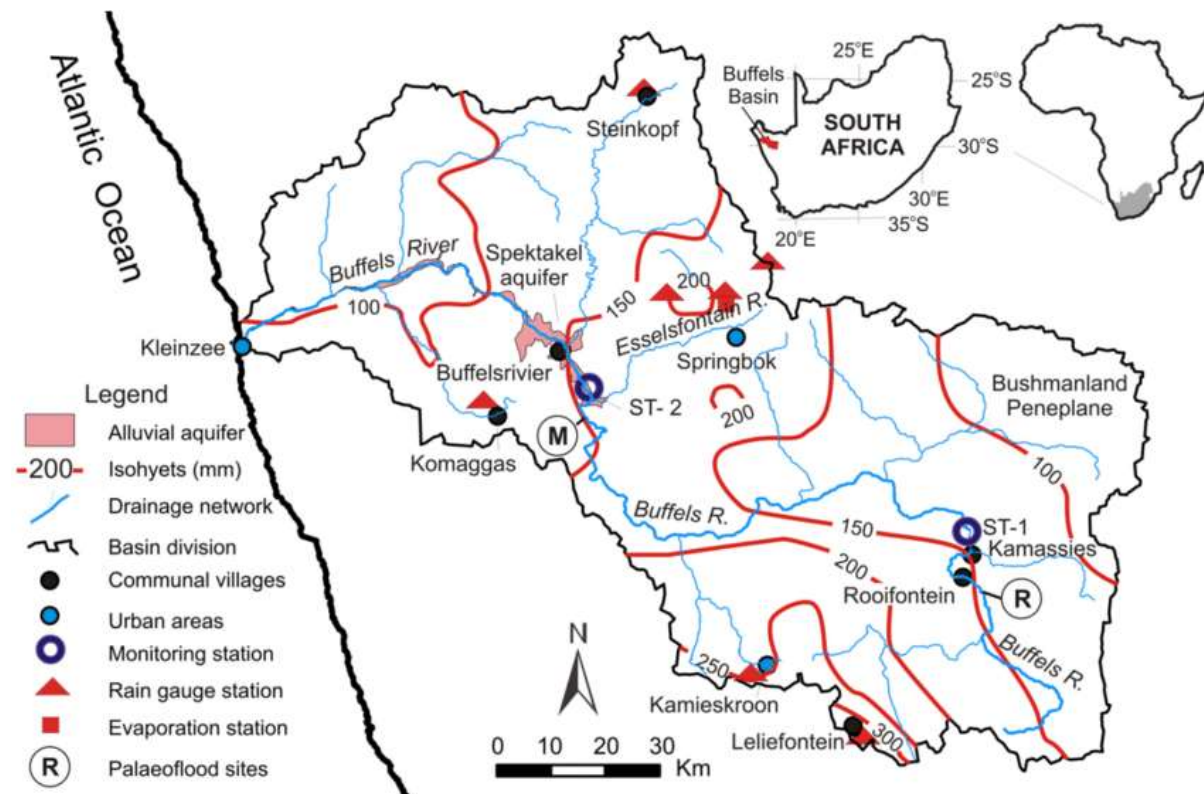 Atlantic Ocean
25°E
Buffels
Basin
SOUTH
AFRICA
25°S
30°S
30°E
35°S
20°E
Steinkopf
Buffels River
Spektakel
aquifer
150
200
Esselsfontain R.
100
Kleinzee
Springbok
Buffelsrivier
ST- 2
200
Bushmanland
Peneplane
M
Komaggas
100
Buffels R.
150
ST-1
Kamassies
200
Rooifontein
R
Buffels R.
250
Kamieskroon
Leliefontein
300
N
0 10 20 30
Km
Legend
Alluvial aquifer
200 Isohyets (mm)
Drainage network
Basin division
Communal villages
Urban areas
Monitoring station
Rain gauge station
Evaporation station
R Palaeoflood sites